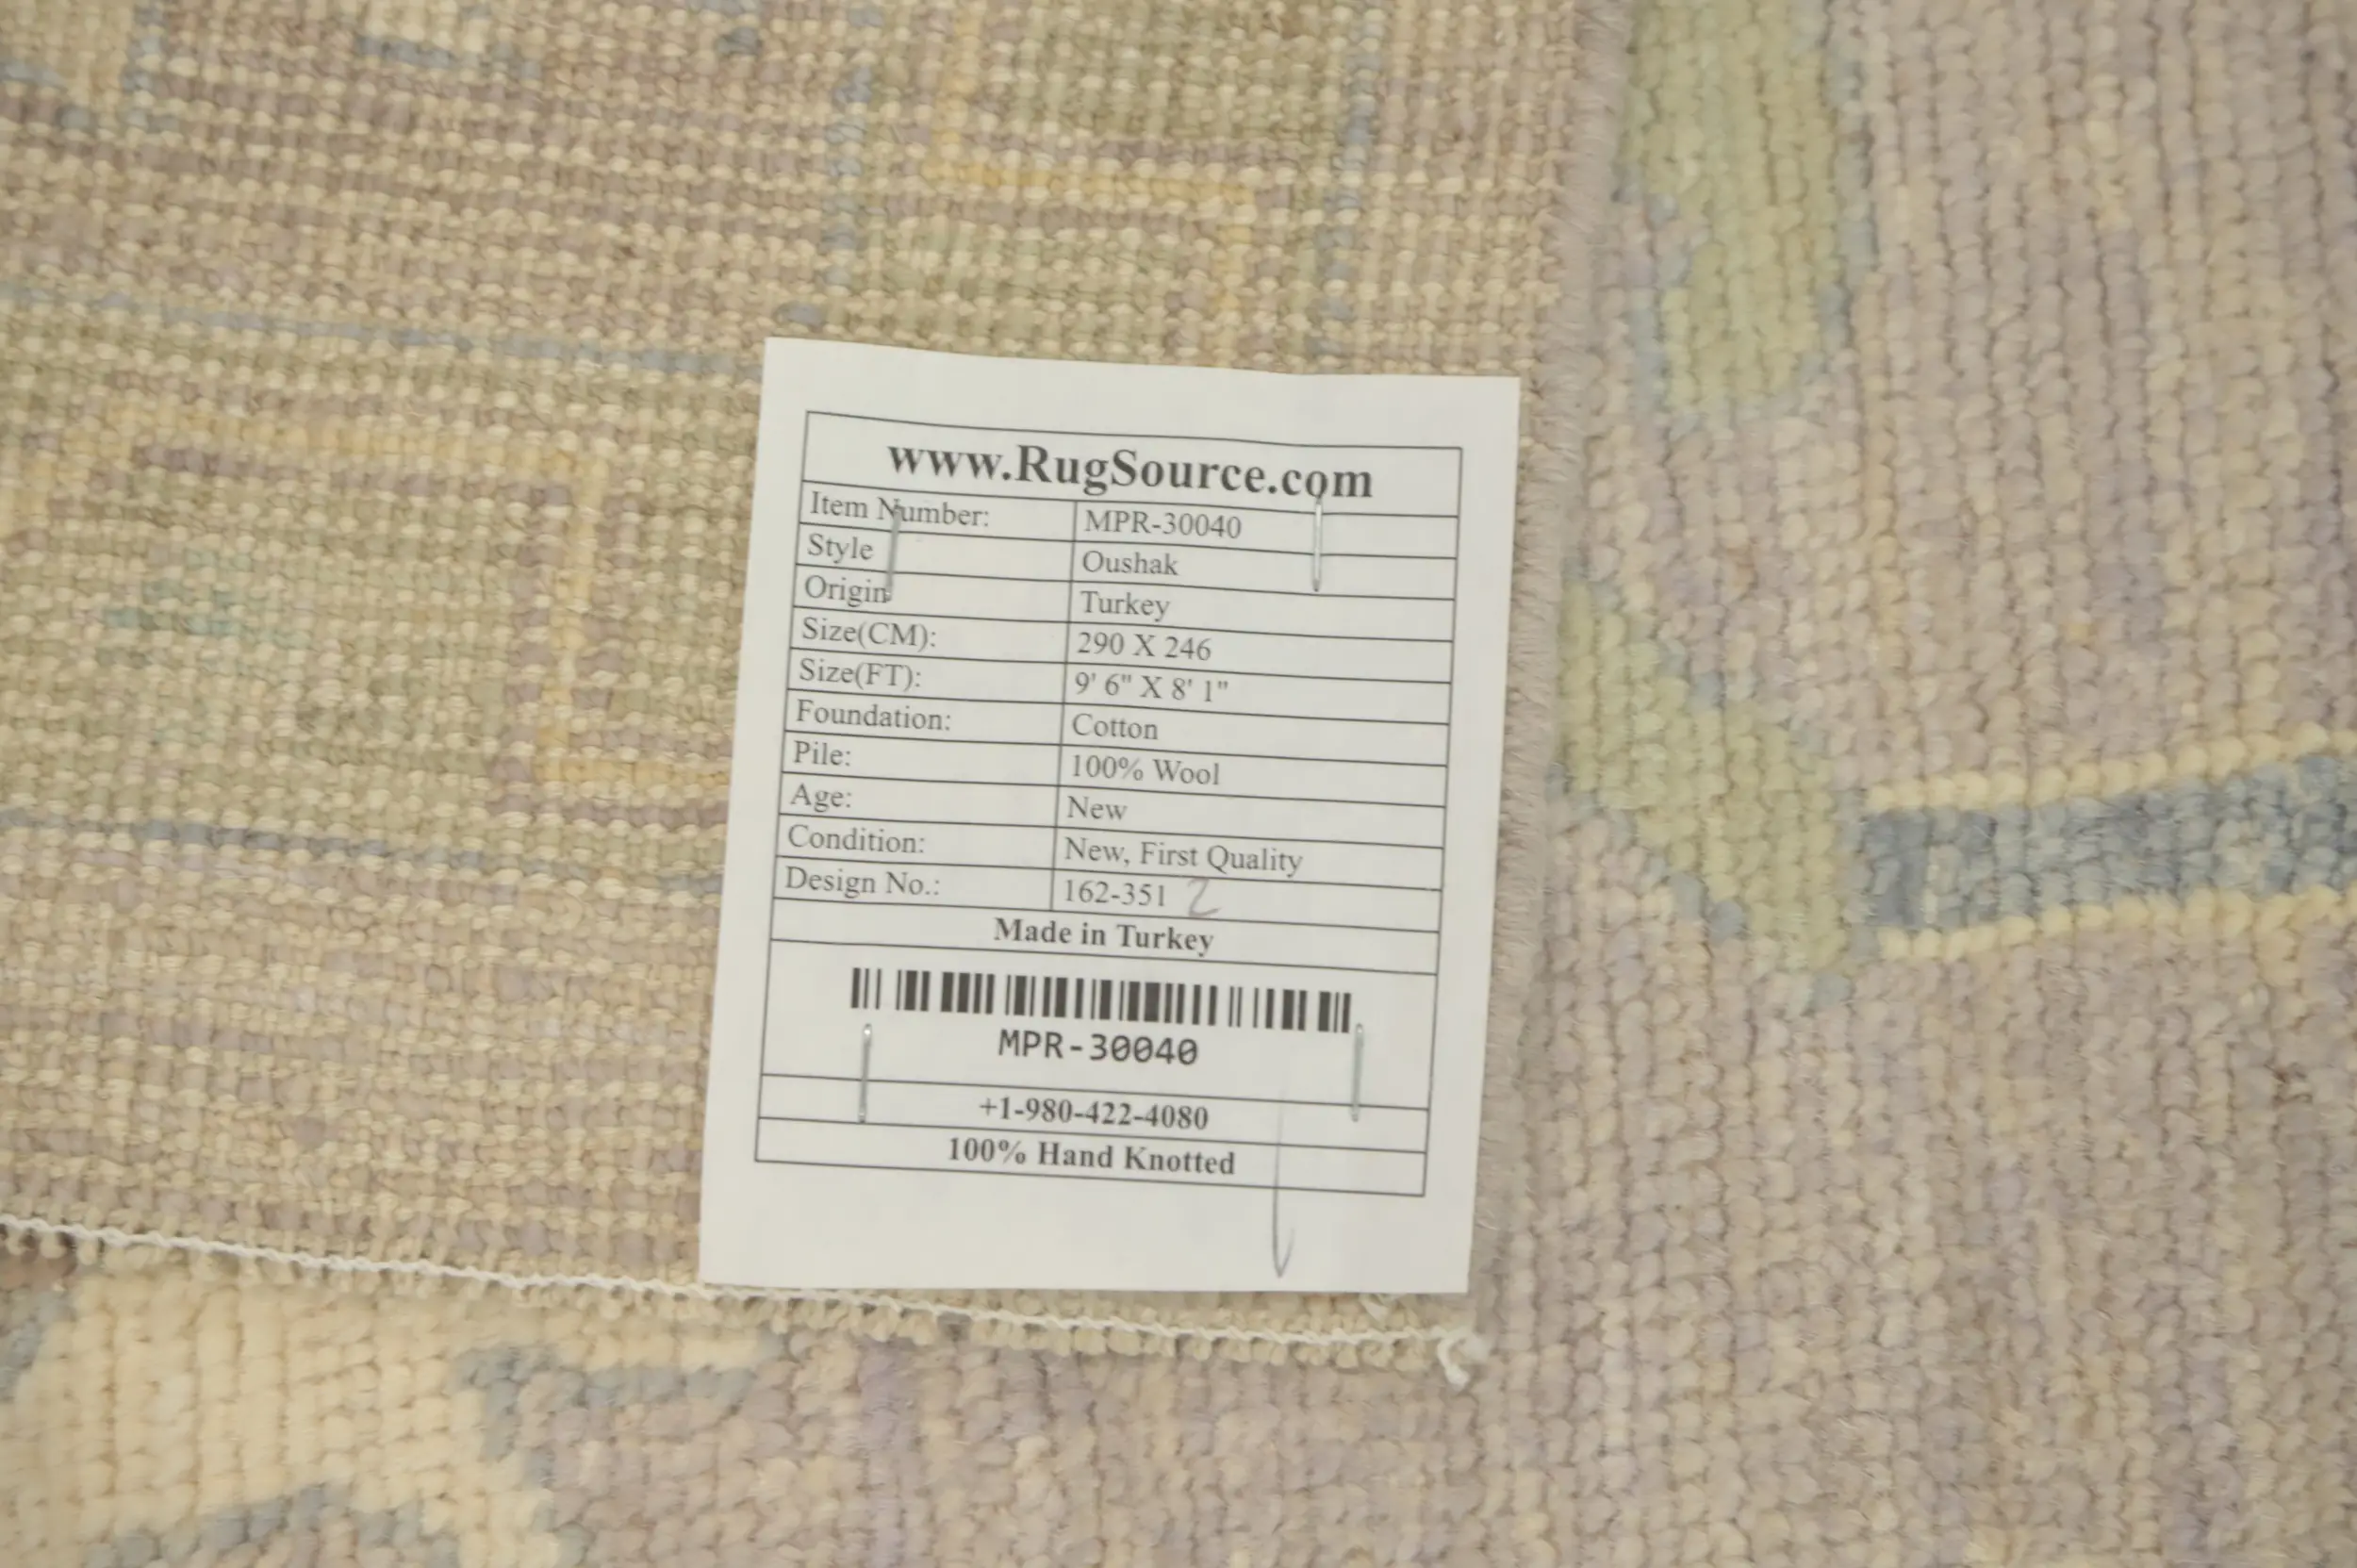 www.RugSource.com
Item Number: MPR-30040
Style Oushak
Origin Turkey
Size(CM): 290 X 246
Size(FT): 9' 6" X 8' 1"
Foundation: Cotton
Pile: 100% Wool
Age: New
Condition: New, First Quality
Design No.: 162-351 2
Made in Turkey
MPR-30040
+1-980-422-4080
100% Hand Knotted